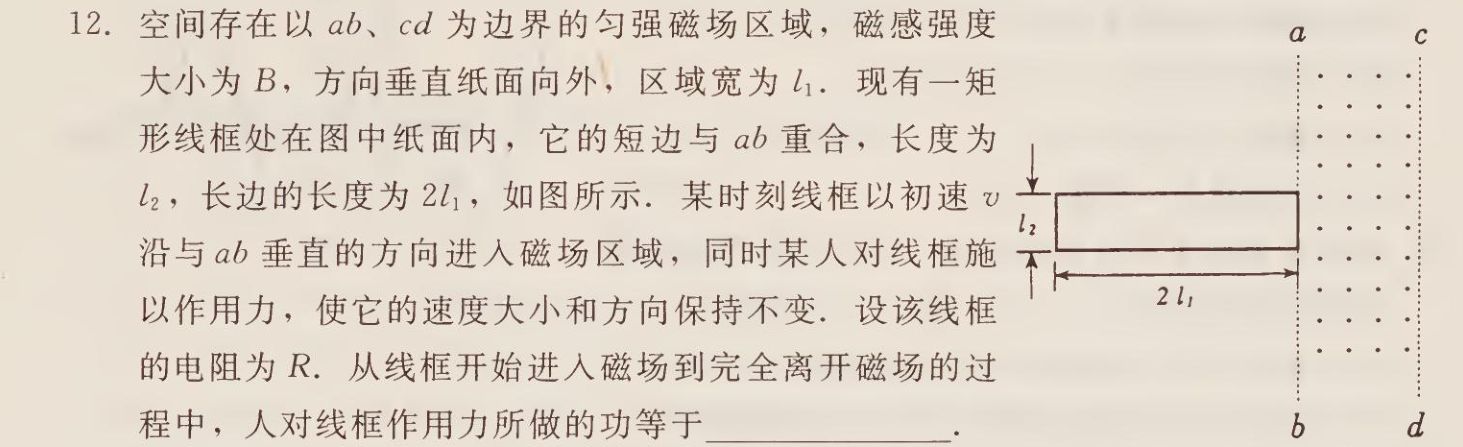 12. 空间存在以 ab、cd 为边界的匀强磁场区域，磁感强度
大小为 B，方向垂直纸面向外，区域宽为 l₁．现有一矩
形线框处在图中纸面内，它的短边与 ab 重合，长度为
l₂，长边的长度为 2l₁，如图所示．某时刻线框以初速 v
沿与 ab 垂直的方向进入磁场区域，同时某人对线框施
以作用力，使它的速度大小和方向保持不变．设该线框
的电阻为 R．从线框开始进入磁场到完全离开磁场的过
程中，人对线框作用力所做的功等于______________．
a
c
l₂
2 l₁
b
d